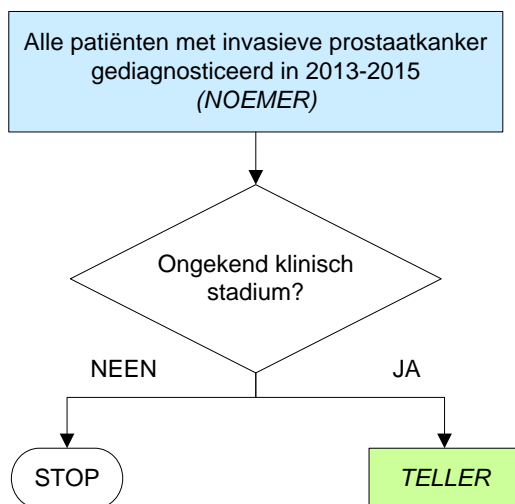 Alle patiënten met invasieve prostaatkanker
gediagnosticeerd in 2013-2015
(NOEMER)
Ongekend klinisch
stadium?
NEEN
JA
STOP
TELLER